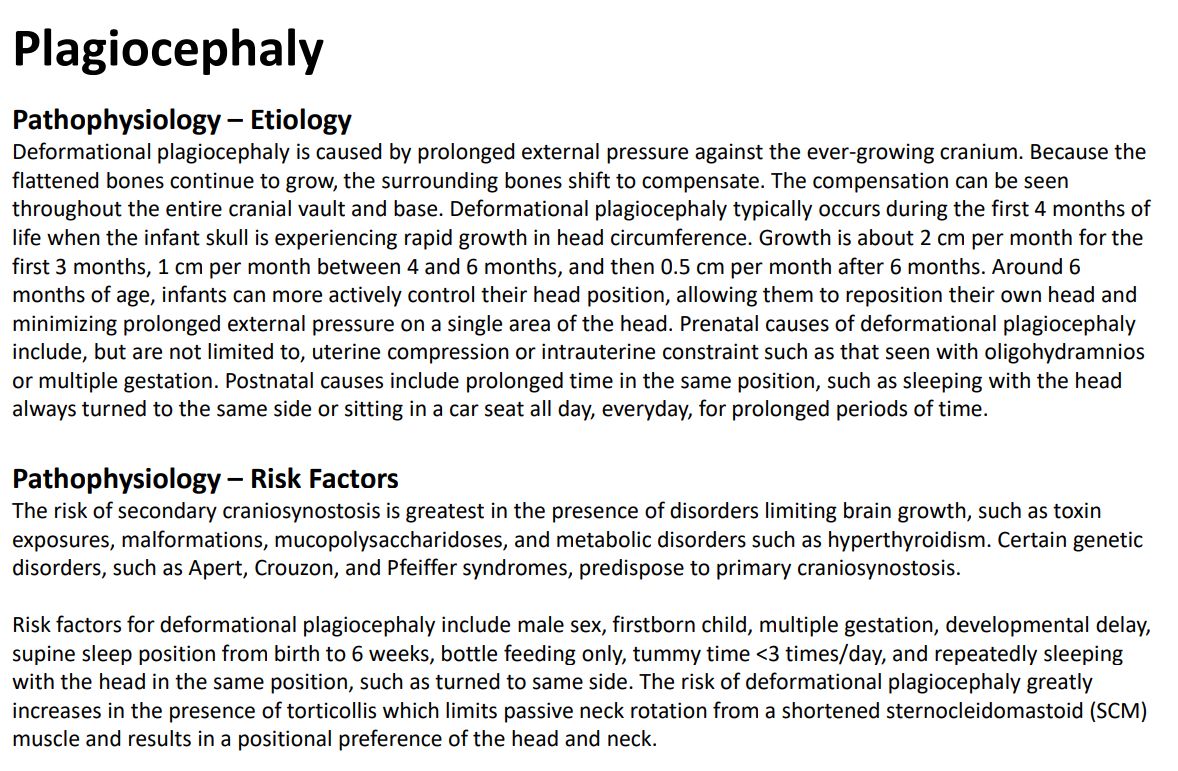 Plagiocephaly
Pathophysiology – Etiology
Deformational plagiocephaly is caused by prolonged external pressure against the ever-growing cranium. Because the
flattened bones continue to grow, the surrounding bones shift to compensate. The compensation can be seen
throughout the entire cranial vault and base. Deformational plagiocephaly typically occurs during the first 4 months of
life when the infant skull is experiencing rapid growth in head circumference. Growth is about 2 cm per month for the
first 3 months, 1 cm per month between 4 and 6 months, and then 0.5 cm per month after 6 months. Around 6
months of age, infants can more actively control their head position, allowing them to reposition their own head and
minimizing prolonged external pressure on a single area of the head. Prenatal causes of deformational plagiocephaly
include, but are not limited to, uterine compression or intrauterine constraint such as that seen with oligohydramnios
or multiple gestation. Postnatal causes include prolonged time in the same position, such as sleeping with the head
always turned to the same side or sitting in a car seat all day, everyday, for prolonged periods of time.
Pathophysiology – Risk Factors
The risk of secondary craniosynostosis is greatest in the presence of disorders limiting brain growth, such as toxin
exposures, malformations, mucopolysaccharidoses, and metabolic disorders such as hyperthyroidism. Certain genetic
disorders, such as Apert, Crouzon, and Pfeiffer syndromes, predispose to primary craniosynostosis.
Risk factors for deformational plagiocephaly include male sex, firstborn child, multiple gestation, developmental delay,
supine sleep position from birth to 6 weeks, bottle feeding only, tummy time <3 times/day, and repeatedly sleeping
with the head in the same position, such as turned to same side. The risk of deformational plagiocephaly greatly
increases in the presence of torticollis which limits passive neck rotation from a shortened sternocleidomastoid (SCM)
muscle and results in a positional preference of the head and neck.